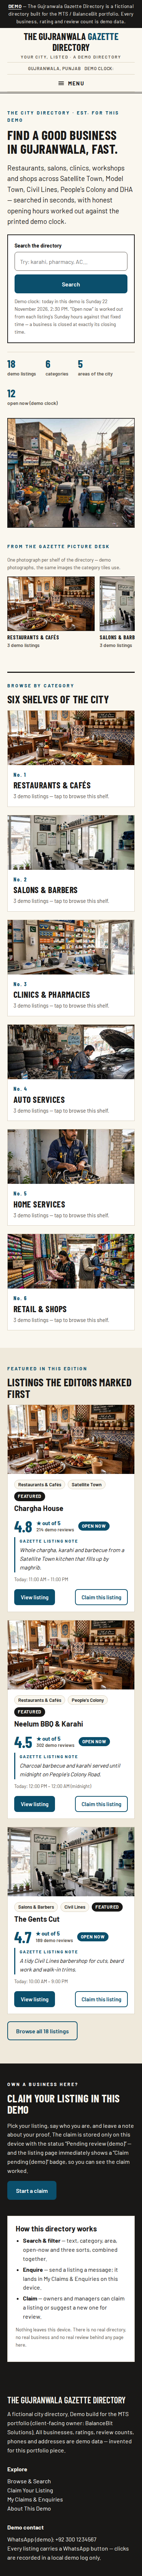 DEMO — The Gujranwala Gazette Directory is a fictional
directory built for the MTS / BalanceBit portfolio. Every
business, rating and review count is demo data.
THE GUJRANWALA GAZETTE
DIRECTORY
YOUR CITY, LISTED · A DEMO DIRECTORY
GUJRANWALA, PUNJAB DEMO CLOCK:
MENU
THE CITY DIRECTORY · EST. FOR THIS
DEMO
FIND A GOOD BUSINESS
IN GUJRANWALA, FAST.
Restaurants, salons, clinics, workshops
and shops across Satellite Town, Model
Town, Civil Lines, People's Colony and DHA
— searched in seconds, with honest
opening hours worked out against the
printed demo clock.
Search the directory
Try: karahi, pharmacy, AC…
Search
Demo clock: today in this demo is Sunday 22
November 2026, 2:30 PM. "Open now" is worked out
from each listing's Sunday hours against that fixed
time — a business is closed at exactly its closing
time.
18
demo listings
6
categories
5
areas of the city
12
open now (demo clock)
FROM THE GAZETTE PICTURE DESK
One photograph per shelf of the directory — demo
photographs, the same images the category tiles use.
RESTAURANTS & CAFÉS
3 demo listings
SALONS & BARB
3 demo listings
BROWSE BY CATEGORY
SIX SHELVES OF THE CITY
No. 1
RESTAURANTS & CAFÉS
3 demo listings — tap to browse this shelf.
No. 2
SALONS & BARBERS
3 demo listings — tap to browse this shelf.
No. 3
CLINICS & PHARMACIES
3 demo listings — tap to browse this shelf.
No. 4
AUTO SERVICES
3 demo listings — tap to browse this shelf.
No. 5
HOME SERVICES
3 demo listings — tap to browse this shelf.
No. 6
RETAIL & SHOPS
3 demo listings — tap to browse this shelf.
FEATURED IN THIS EDITION
LISTINGS THE EDITORS MARKED
FIRST
Restaurants & Cafés Satellite Town
FEATURED
Chargha House
4.8 ★ out of 5
214 demo reviews OPEN NOW
GAZETTE LISTING NOTE
Whole chargha, karahi and barbecue from a
Satellite Town kitchen that fills up by
maghrib.
Today: 11:00 AM – 11:00 PM
View listing Claim this listing
Restaurants & Cafés People's Colony
FEATURED
Neelum BBQ & Karahi
4.5 ★ out of 5
302 demo reviews OPEN NOW
GAZETTE LISTING NOTE
Charcoal barbecue and karahi served until
midnight on People's Colony Road.
Today: 12:00 PM – 12:00 AM (midnight)
View listing Claim this listing
Salons & Barbers Civil Lines FEATURED
The Gents Cut
4.7 ★ out of 5
189 demo reviews OPEN NOW
GAZETTE LISTING NOTE
A tidy Civil Lines barbershop for cuts, beard
work and walk-in trims.
Today: 10:00 AM – 9:00 PM
View listing Claim this listing
Browse all 18 listings
OWN A BUSINESS HERE?
CLAIM YOUR LISTING IN THIS
DEMO
Pick your listing, say who you are, and leave a note
about your proof. The claim is stored only on this
device with the status "Pending review (demo)" —
and the listing page immediately shows a "Claim
pending (demo)" badge, so you can see the claim
worked.
Start a claim
How this directory works
• Search & filter — text, category, area,
open-now and three sorts, combined
together.
• Enquire — send a listing a message; it
lands in My Claims & Enquiries on this
device.
• Claim — owners and managers can claim
a listing or suggest a new one for
review.
Nothing leaves this device. There is no real directory,
no real business and no real review behind any page
here.
THE GUJRANWALA GAZETTE DIRECTORY
A fictional city directory. Demo build for the MTS
portfolio (client-facing owner: BalanceBit
Solutions). All businesses, ratings, review counts,
phones and addresses are demo data — invented
for this portfolio piece.
Explore
Browse & Search
Claim Your Listing
My Claims & Enquiries
About This Demo
Demo contact
WhatsApp (demo): +92 300 1234567
Every listing carries a WhatsApp button — clicks
are recorded in a local demo log only.